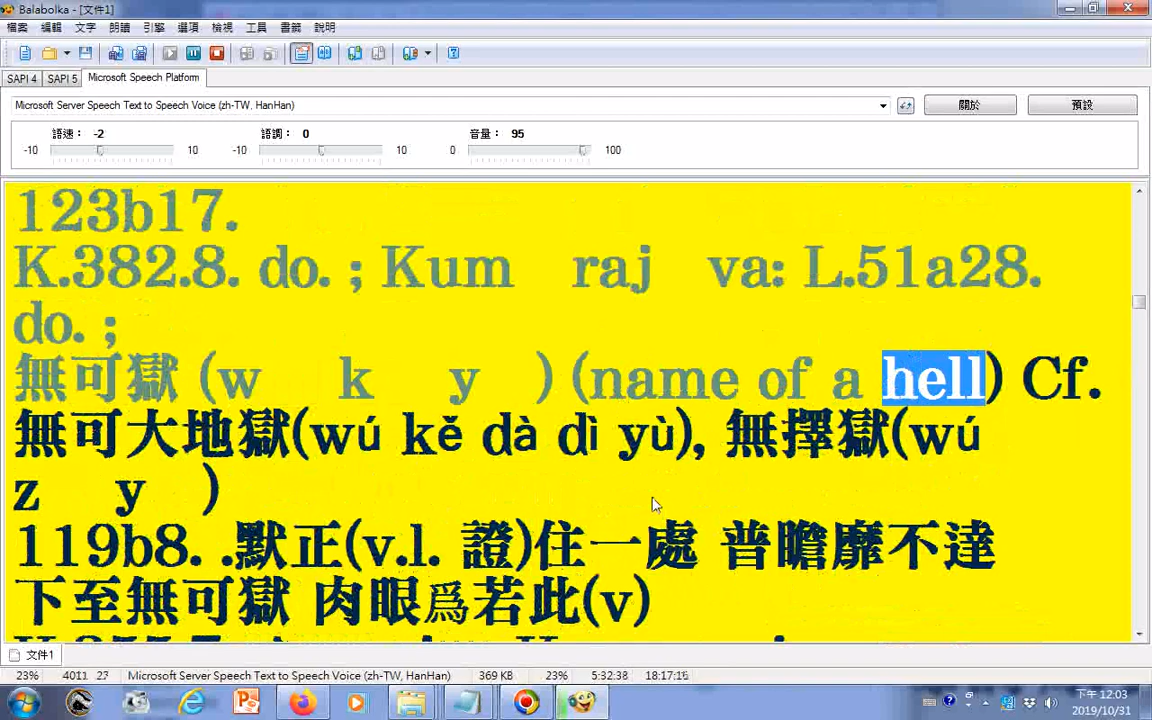 Balabolka - [文件1]
檔案 編輯 文字 朗讀 引擎 選項 檢視 工具 書籤 說明
SAPI 4 SAPI 5 Microsoft Speech Platform
Microsoft Server Speech Text to Speech Voice (zh-TW, HanHan) 關於 預設
語速： -2 語調： 0 音量： 95
-10 10 -10 10 0 100
123b17.
K.382.8. do. ; Kum raj va: L.51a28.
do. ;
無可獄 (w k y ) (name of a hell) Cf.
無可大地獄(wú kě dà dì yù), 無擇獄(wú
z y )
119b8. .默正(v.l. 證)住一處 普瞻靡不達
下至無可獄 肉眼爲若此(v)
文件1
23% 4011 23 Microsoft Server Speech Text to Speech Voice (zh-TW, HanHan) 369 KB 23% 5:32:38 18:17:16
下午 12:03
2019/10/31